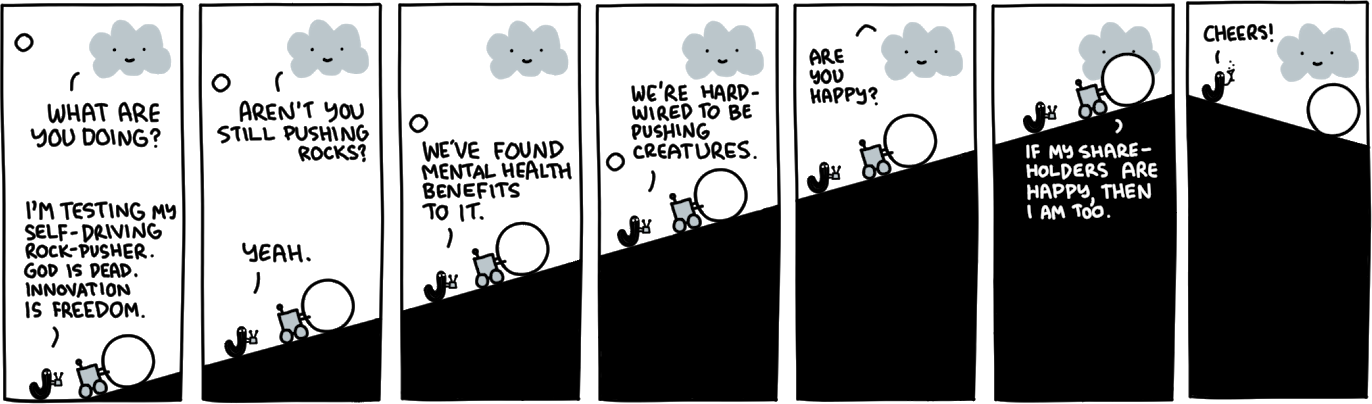 WHAT ARE
YOU DOING?
I'M TESTING MY
SELF-DRIVING
ROCK-PUSHER.
GOD IS DEAD.
INNOVATION
IS FREEDOM.
AREN'T YOU
STILL PUSHING
ROCKS?
YEAH.
WE'VE FOUND
MENTAL HEALTH
BENEFITS
TO IT.
WE'RE HARD-
WIRED TO BE
PUSHING
CREATURES.
ARE
YOU
HAPPY?
IF MY SHARE-
HOLDERS ARE
HAPPY, THEN
I AM TOO.
CHEERS!